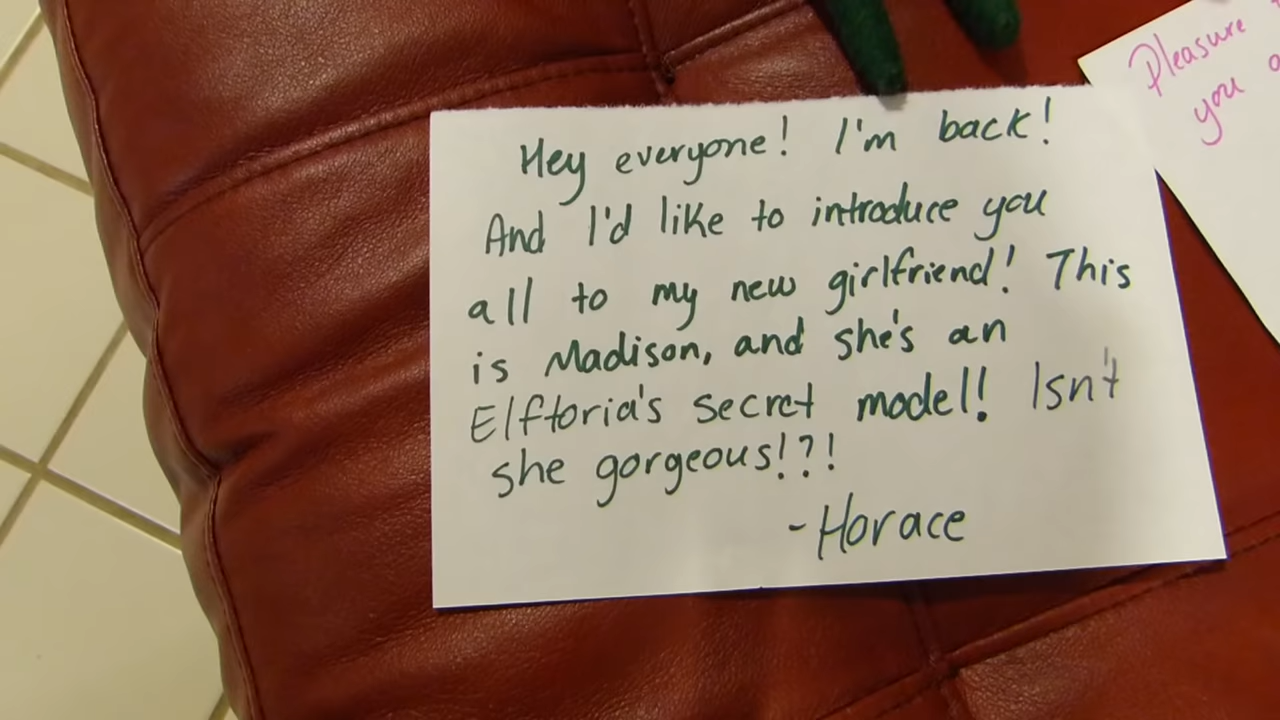 Hey everyone! I'm back!
And I'd like to introduce you
all to my new girlfriend! This
is Madison, and she's an
Elftoria's secret model! Isn't
she gorgeous!?!
-Horace
Pleasure
you